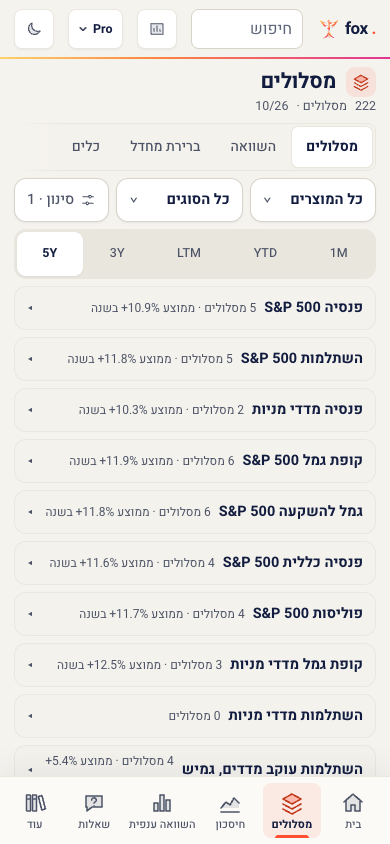 fox. חיפוש Pro
מסלולים
222 מסלולים · 10/26
מסלולים השוואה ברירת מחדל כלים
כל המוצרים כל הסוגים סינון · 1
1M YTD LTM 3Y 5Y
פנסיה S&P 500 5 מסלולים · ממוצע +10.9% בשנה
השתלמות S&P 500 5 מסלולים · ממוצע +11.8% בשנה
פנסיה מדדי מניות 2 מסלולים · ממוצע +10.3% בשנה
קופת גמל S&P 500 6 מסלולים · ממוצע +11.9% בשנה
גמל להשקעה S&P 500 6 מסלולים · ממוצע +11.8% בשנה
פנסיה כללית S&P 500 4 מסלולים · ממוצע +11.6% בשנה
פוליסות S&P 500 4 מסלולים · ממוצע +11.7% בשנה
קופת גמל מדדי מניות 3 מסלולים · ממוצע +12.5% בשנה
השתלמות מדדי מניות 0 מסלולים
השתלמות עוקב מדדים, גמיש 4 מסלולים · ממוצע +5.4%
בית מסלולים חיסכון השוואה ענפית שאלות עוד